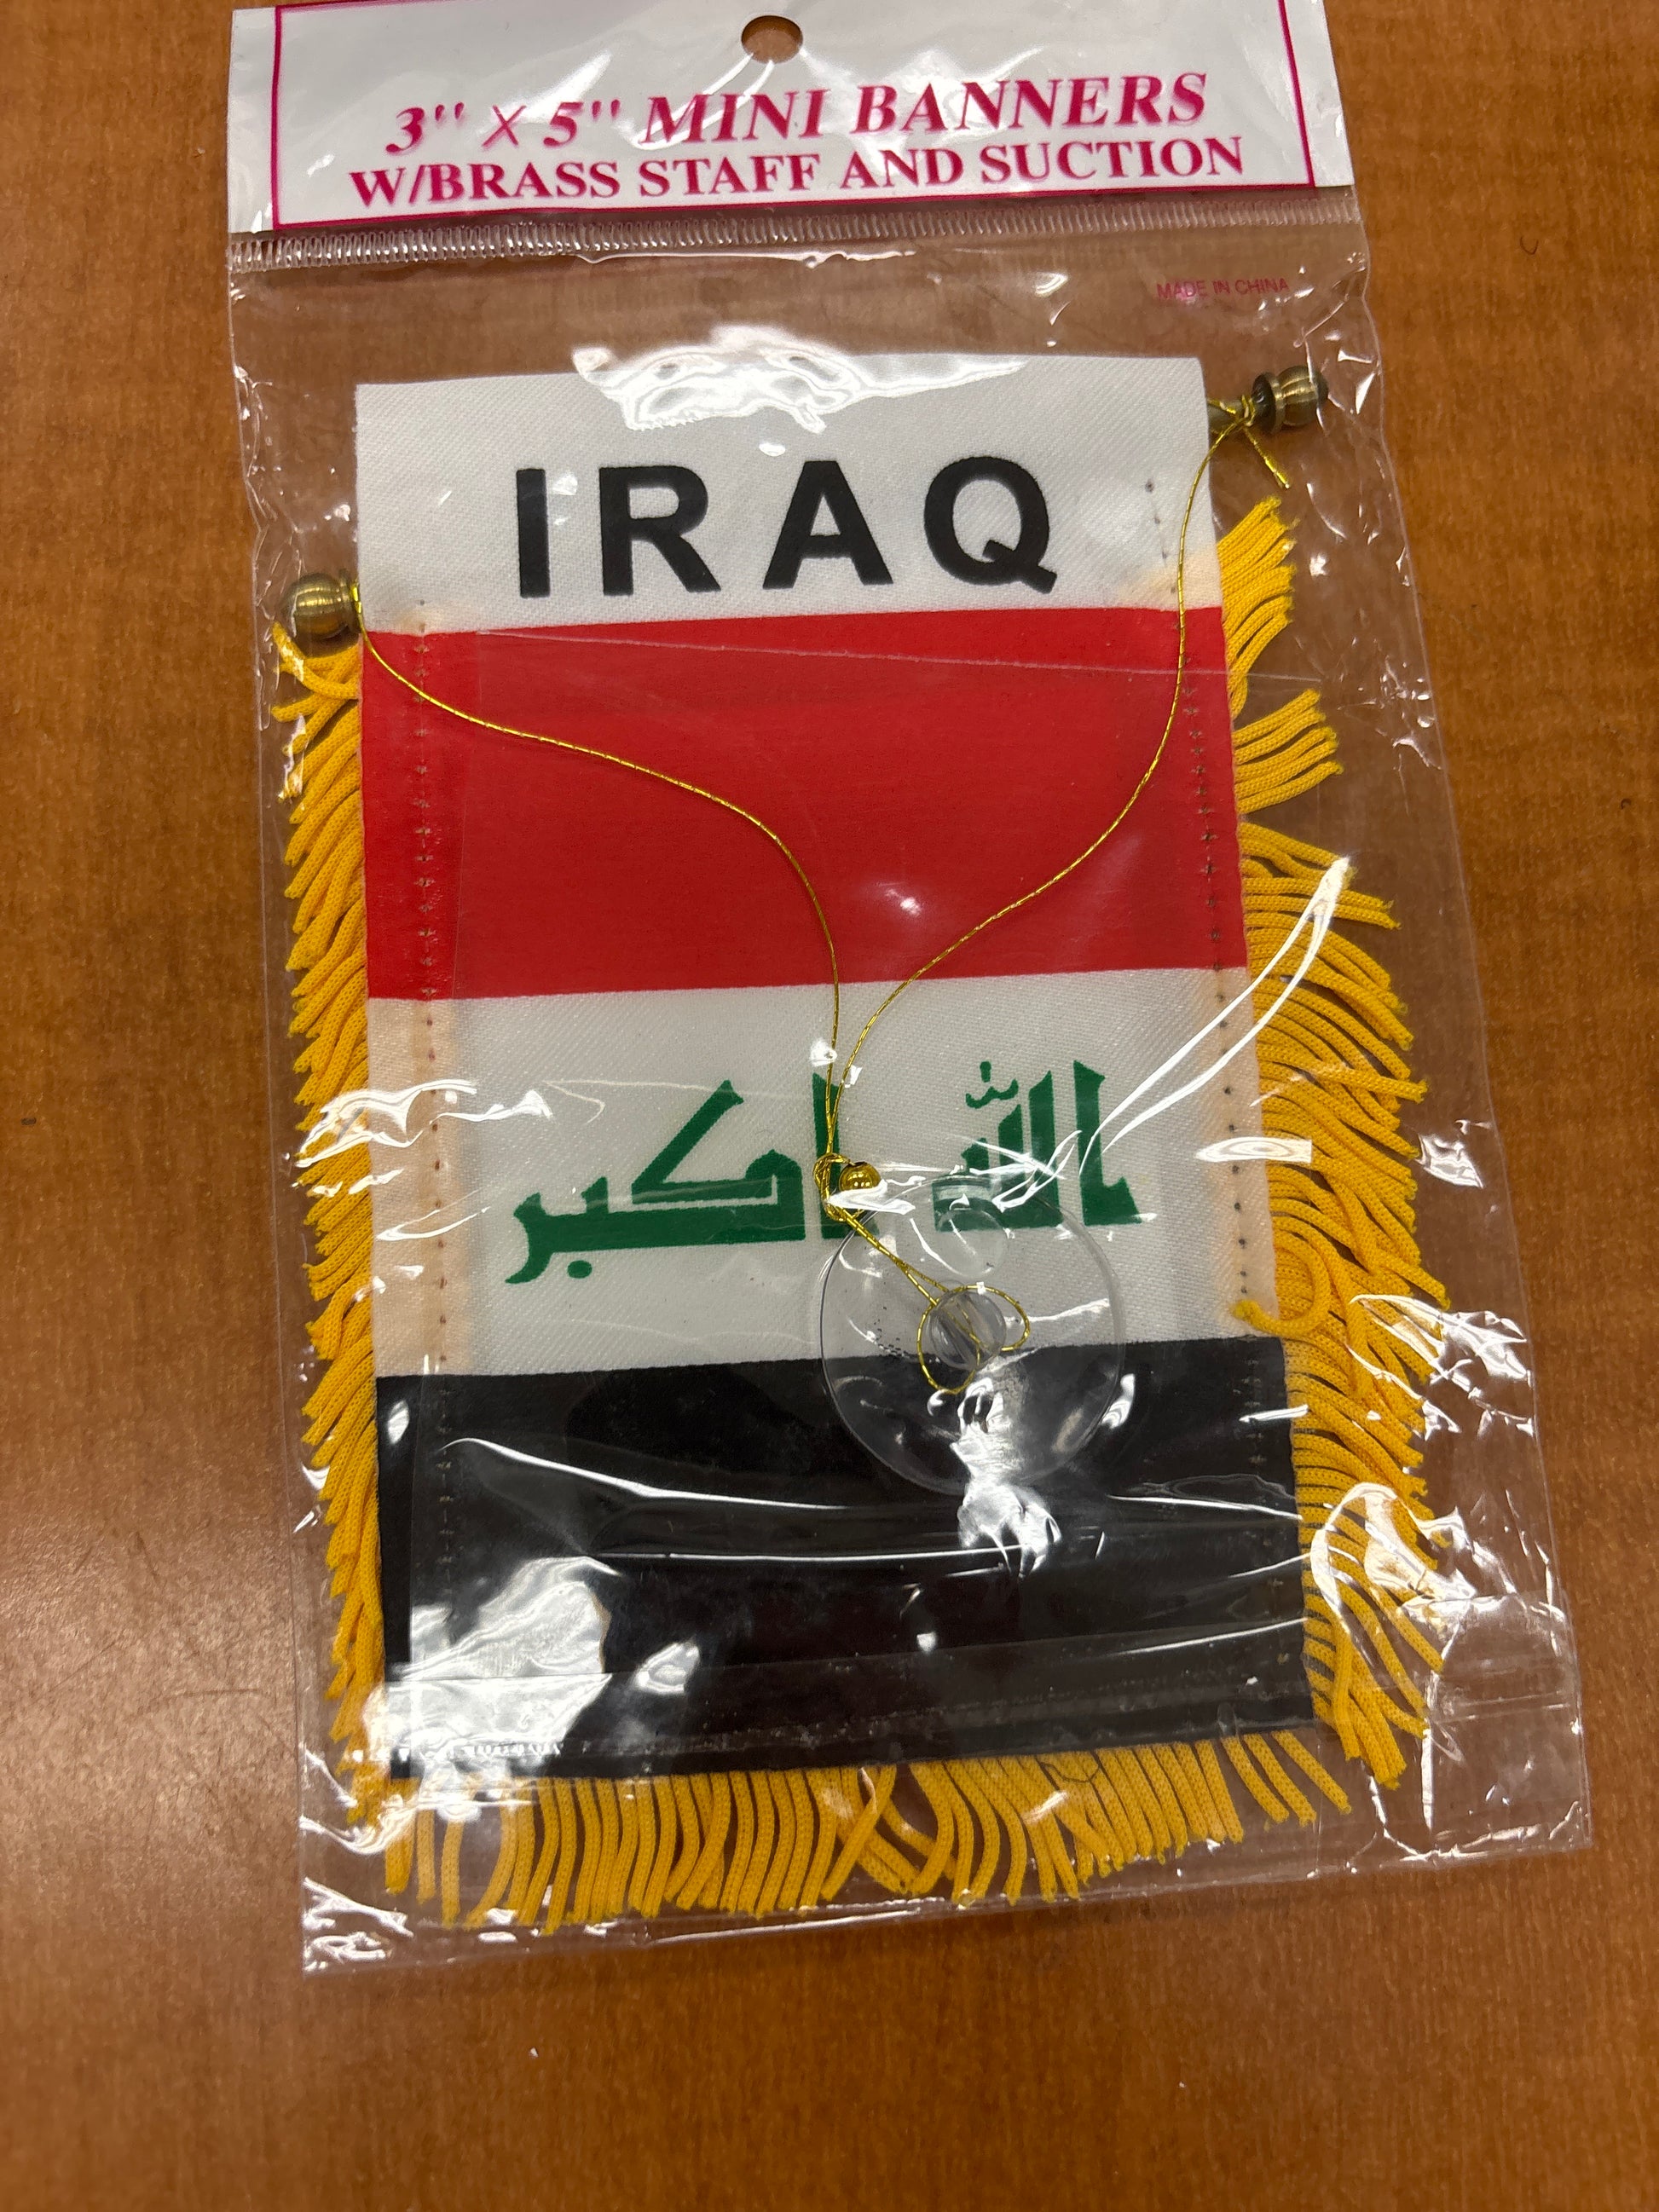 3" X 5" MINI BANNERS
W/BRASS STAFF AND SUCTION
MADE IN CHINA
IRAQ
الله اكبر